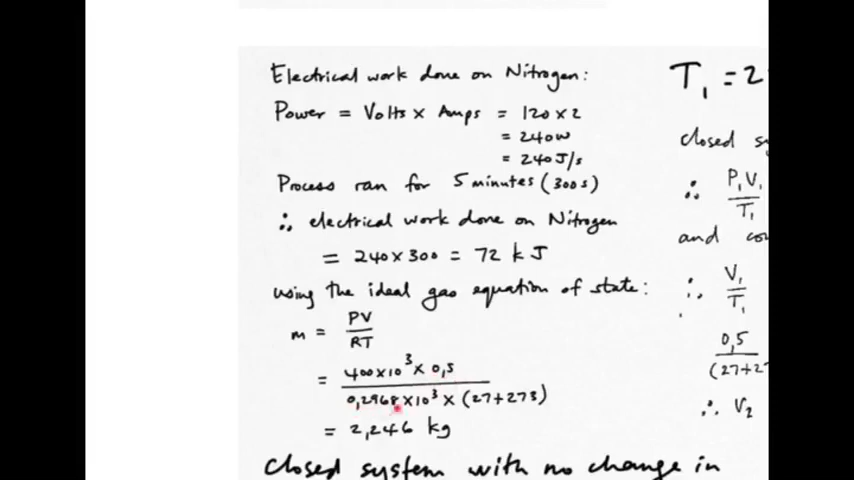 Electrical work done on Nitrogen:
Power = Volts x Amps = 120 x 2
= 240W
= 240 J/s
Process ran for 5 minutes (300s)
∴ electrical work done on Nitrogen
= 240 x 300 = 72 kJ
using the ideal gas equation of state:
m = PV / RT
= 400x10³ x 0,5 / 0,2968 x10³ x (27+273)
= 2,246 kg
closed system with no change in
T₁ = 2
closed sy
∴ P₁V₁ / T₁
and co
∴ V₁ / T₁
0,5 / (27+2
∴ V₂